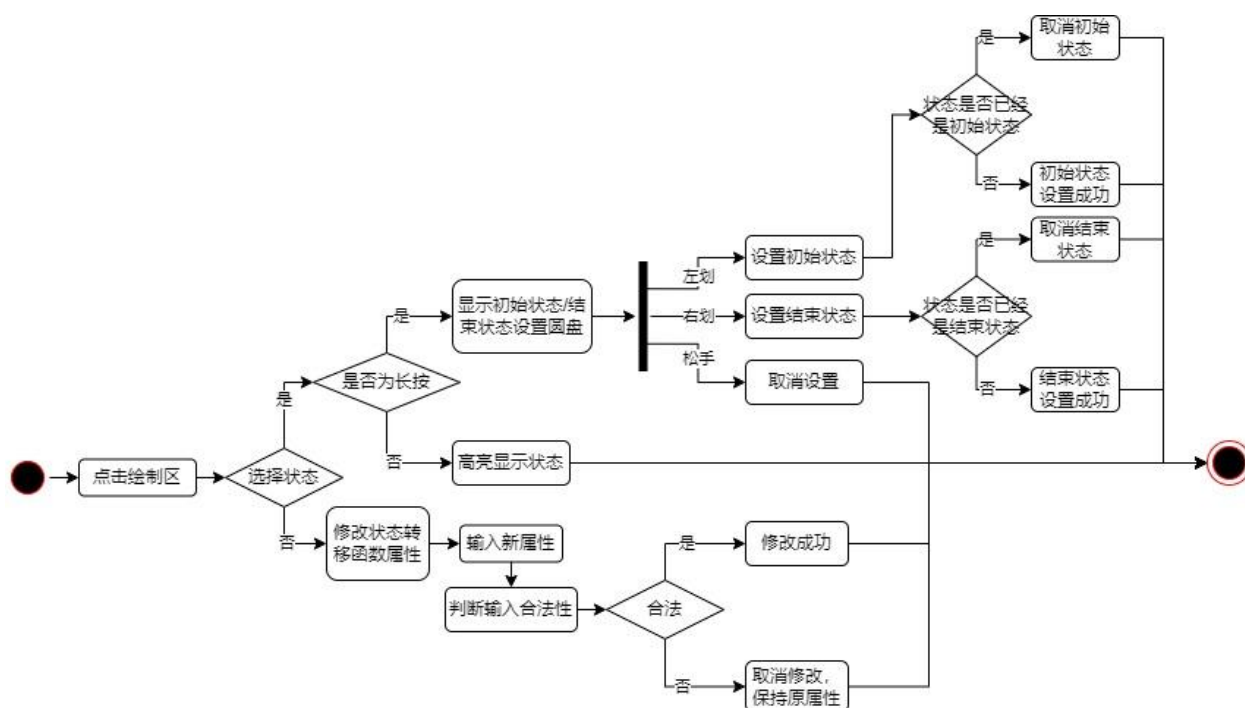 是
取消初始
状态
状态是否已经
是初始状态
否
初始状态
设置成功
是
取消结束
状态
左划
设置初始状态
显示初始状态/结
束状态设置圆盘
是
右划
设置结束状态
状态是否已经
是结束状态
松手
取消设置
否
结束状态
设置成功
是否为长按
是
点击绘制区
选择状态
否
高亮显示状态
否
修改状态转
移函数属性
输入新属性
是
修改成功
判断输入合法性
合法
否
取消修改,
保持原属性